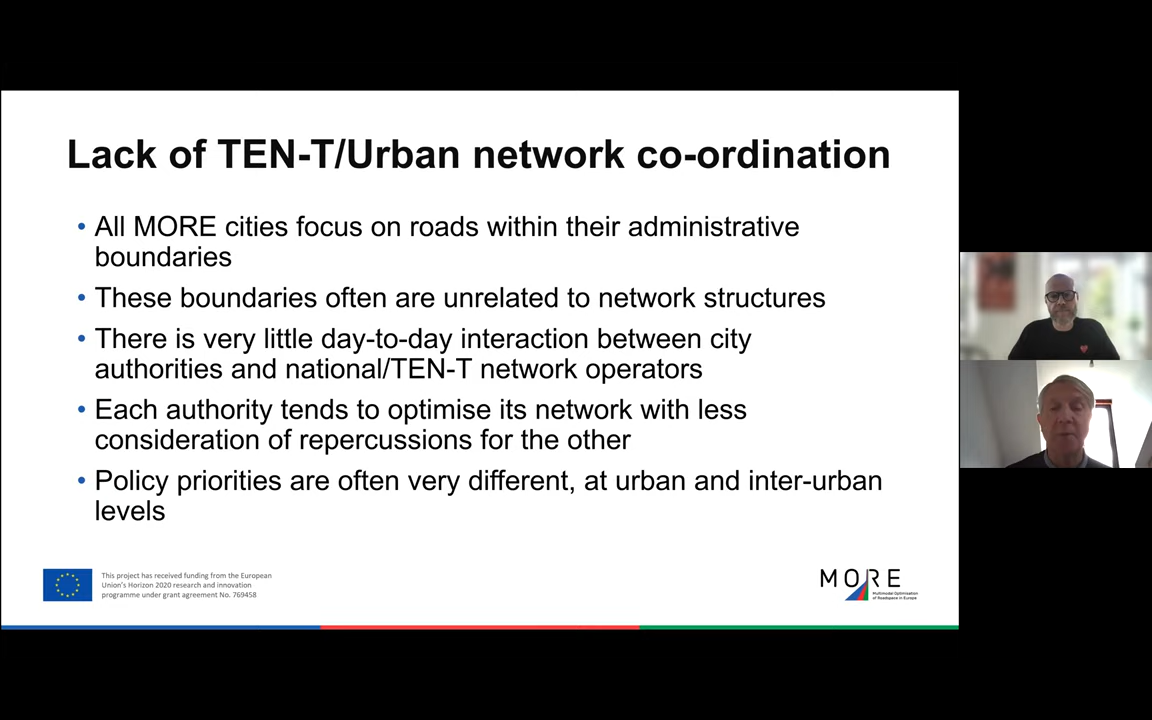 Lack of TEN-T/Urban network co-ordination
• All MORE cities focus on roads within their administrative
boundaries
• These boundaries often are unrelated to network structures
• There is very little day-to-day interaction between city
authorities and national/TEN-T network operators
• Each authority tends to optimise its network with less
consideration of repercussions for the other
• Policy priorities are often very different, at urban and inter-urban
levels
This project has received funding from the European
Union's Horizon 2020 research and innovation
programme under grant agreement No. 769458
MORE
Multimodal Optimisation
of Roadspace in Europe